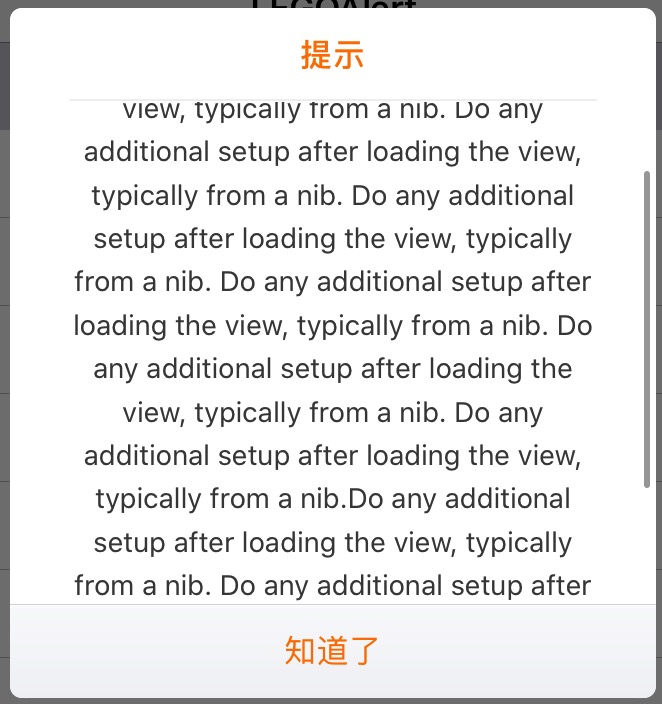 LEGOAlert
提示
view, typically from a nib. Do any
additional setup after loading the view,
typically from a nib. Do any additional
setup after loading the view, typically
from a nib. Do any additional setup after
loading the view, typically from a nib. Do
any additional setup after loading the
view, typically from a nib. Do any
additional setup after loading the view,
typically from a nib.Do any additional
setup after loading the view, typically
from a nib. Do any additional setup after
知道了